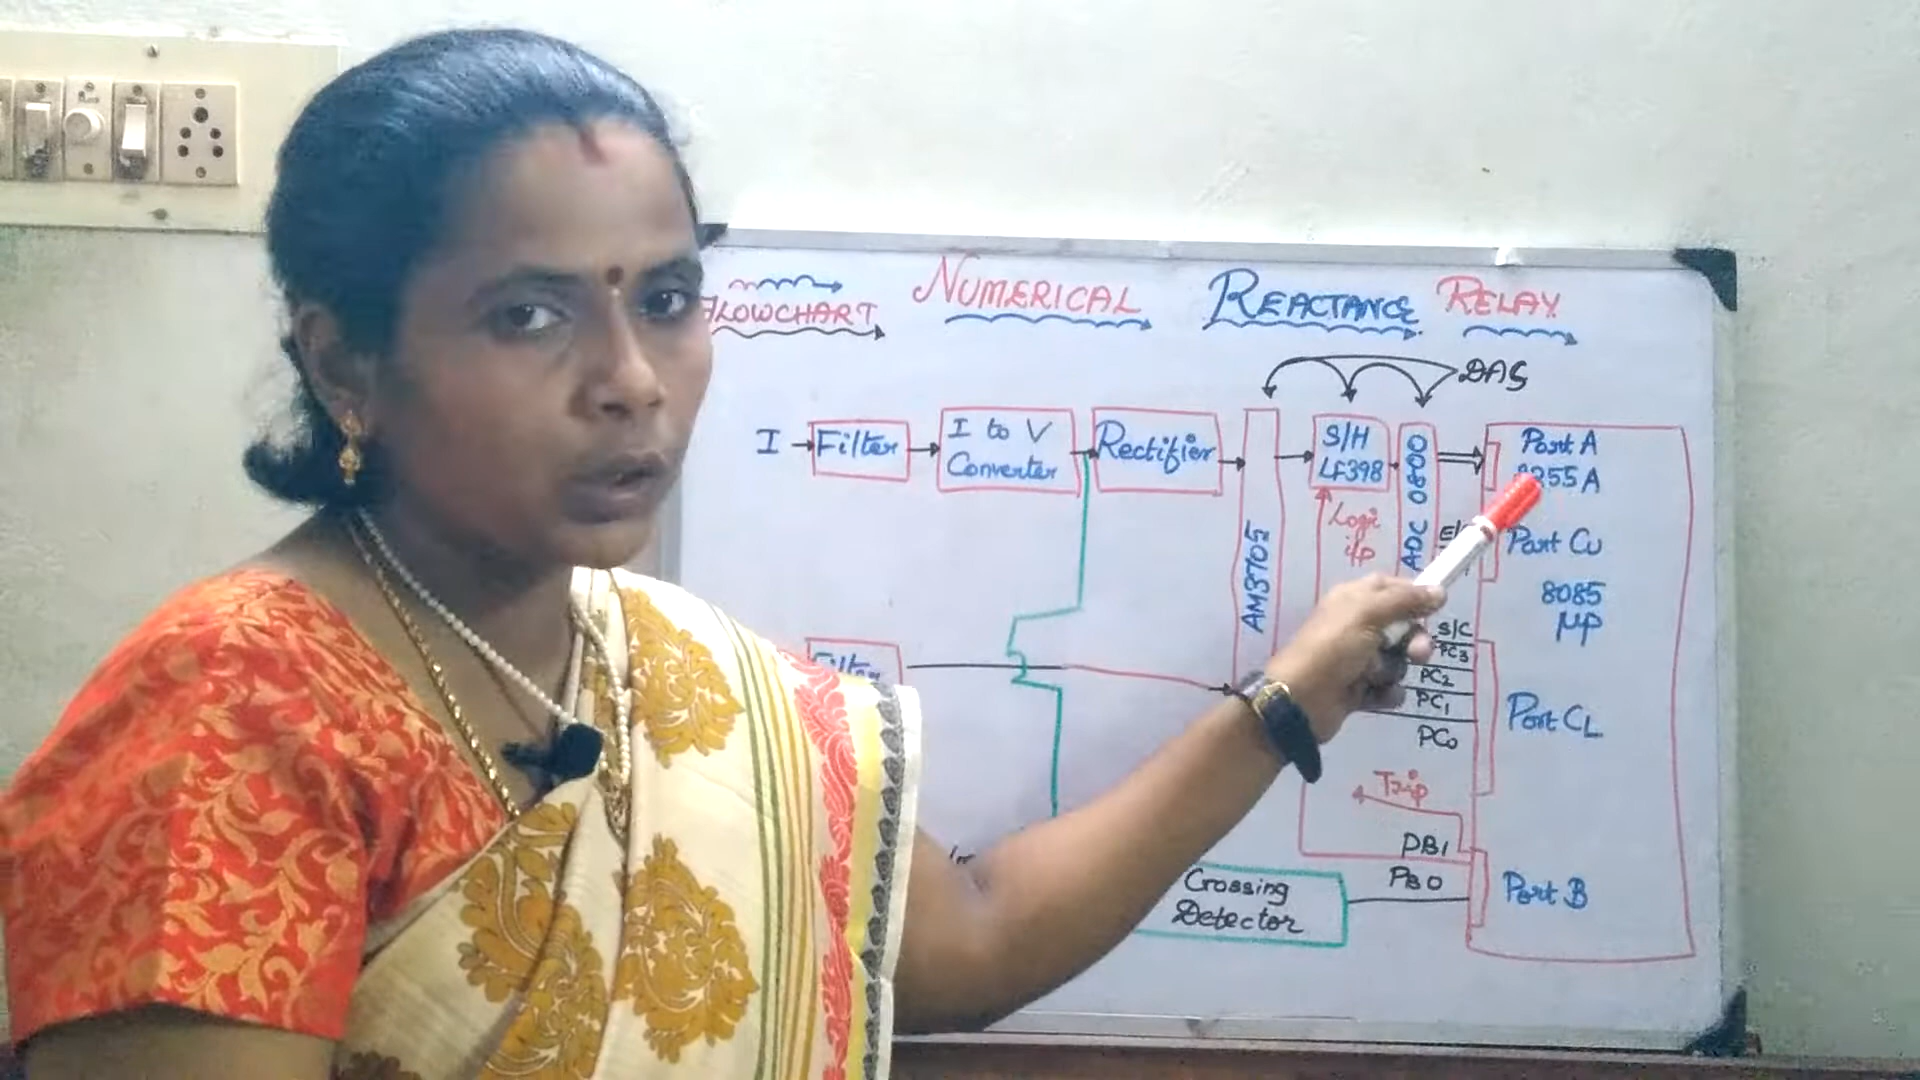 FLOWCHART NUMERICAL REACTANCE RELAY
DAS
I
Filter
I to V
Converter
Rectifier
AM3705
S/H
LF398
Logic
i/p
ADC 0800
Port A
8255 A
Port CU
8085
μp
S/C
PC3
PC2
PC1
PC0
Port CL
Filter
Trip
PB1
PB0
Port B
Crossing
Detector